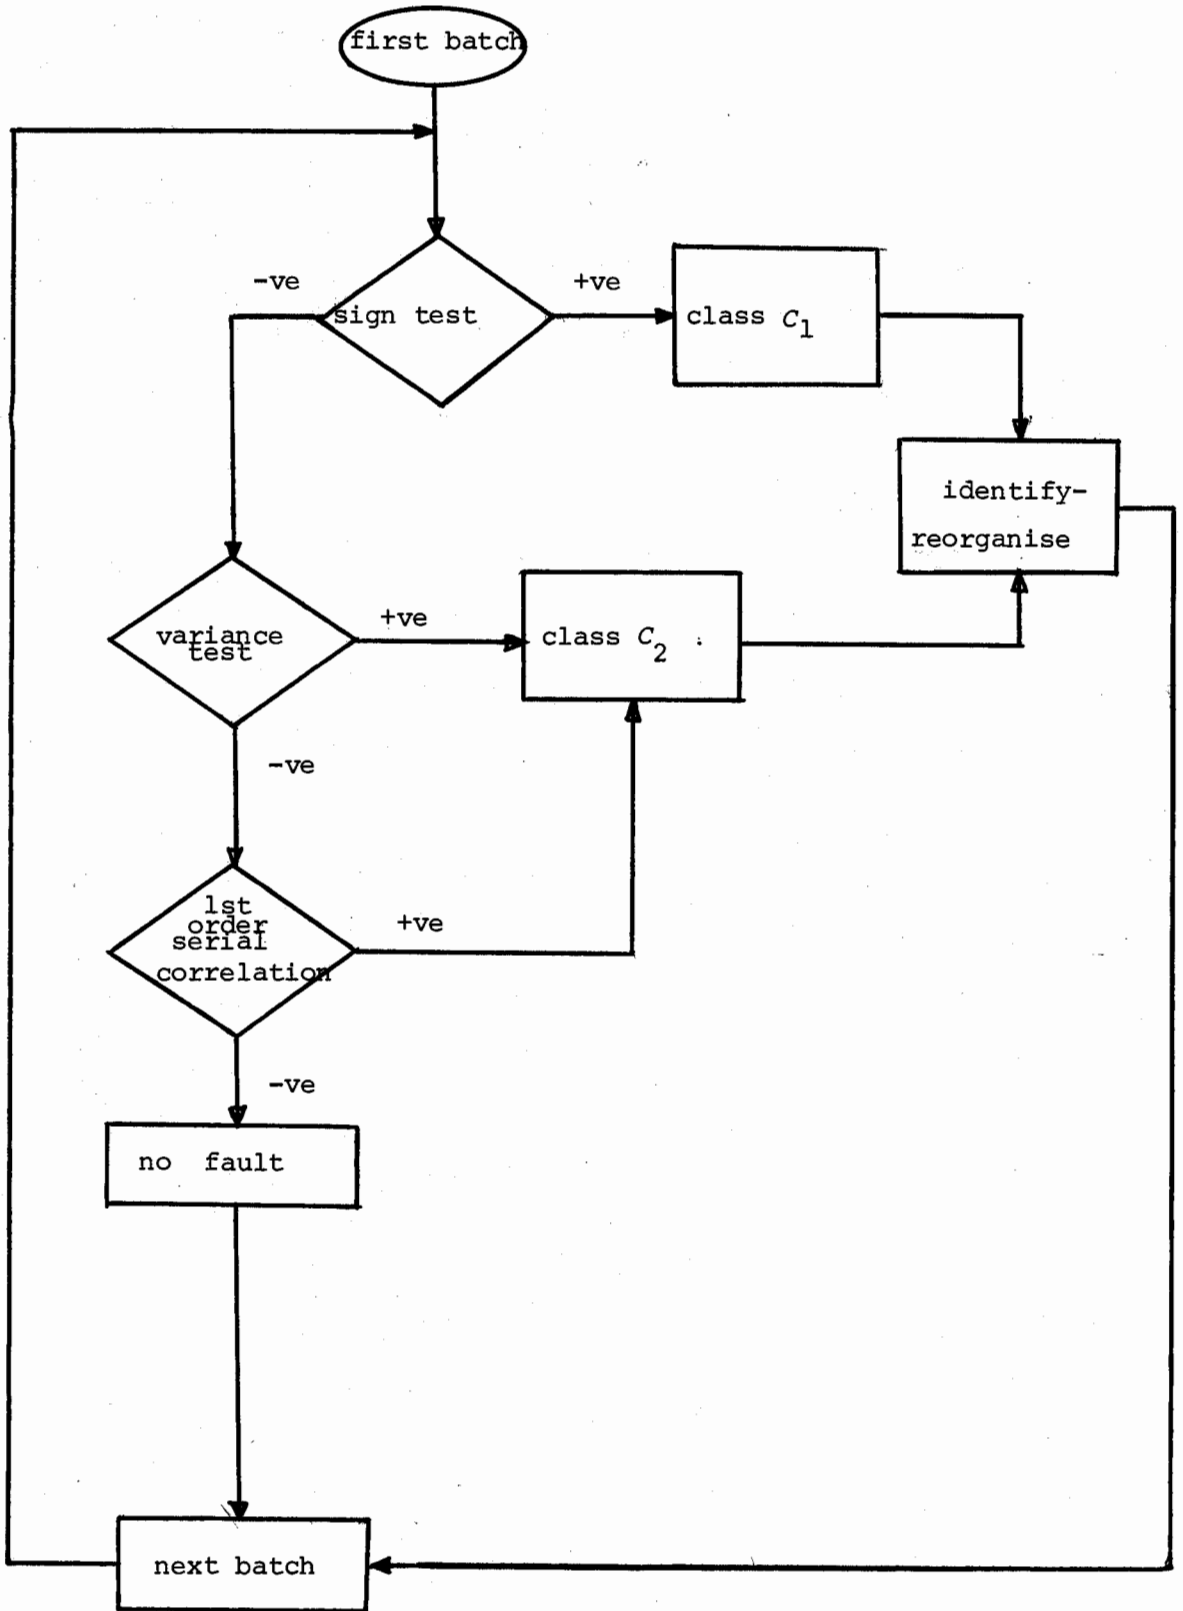 first batch
-ve
+ve
sign test
class C1
identify-
reorganise
+ve
variance
test
class C2
-ve
1st
order
serial
correlation
+ve
-ve
no fault
next batch